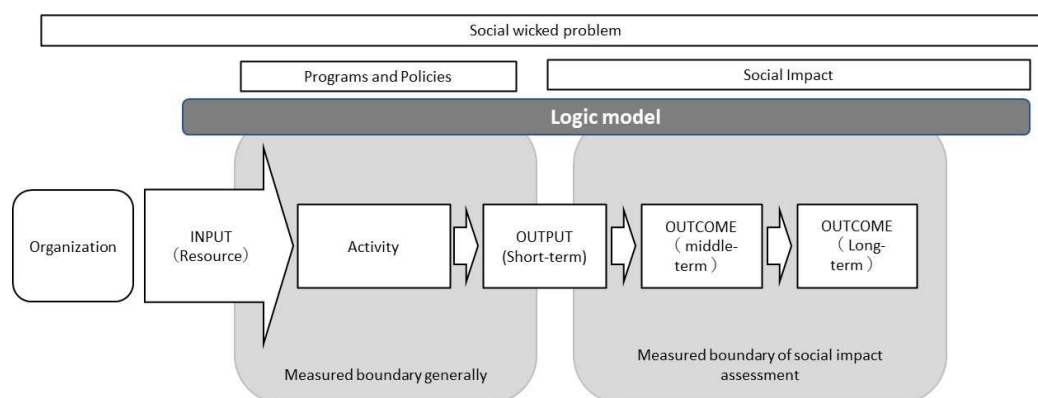 Social wicked problem
Programs and Policies
Social Impact
Logic model
Organization
INPUT
（Resource）
Activity
OUTPUT
(Short-term)
OUTCOME
（ middle-
term ）
OUTCOME
（ Long-
term ）
Measured boundary generally
Measured boundary of social impact
assessment